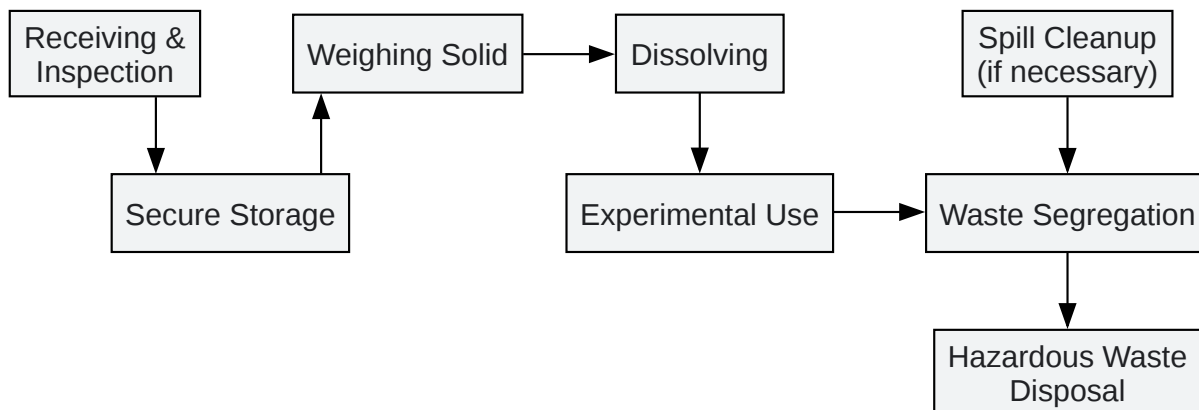 Receiving &
Inspection
Weighing Solid
Dissolving
Spill Cleanup
(if necessary)
Secure Storage
Experimental Use
Waste Segregation
Hazardous Waste
Disposal